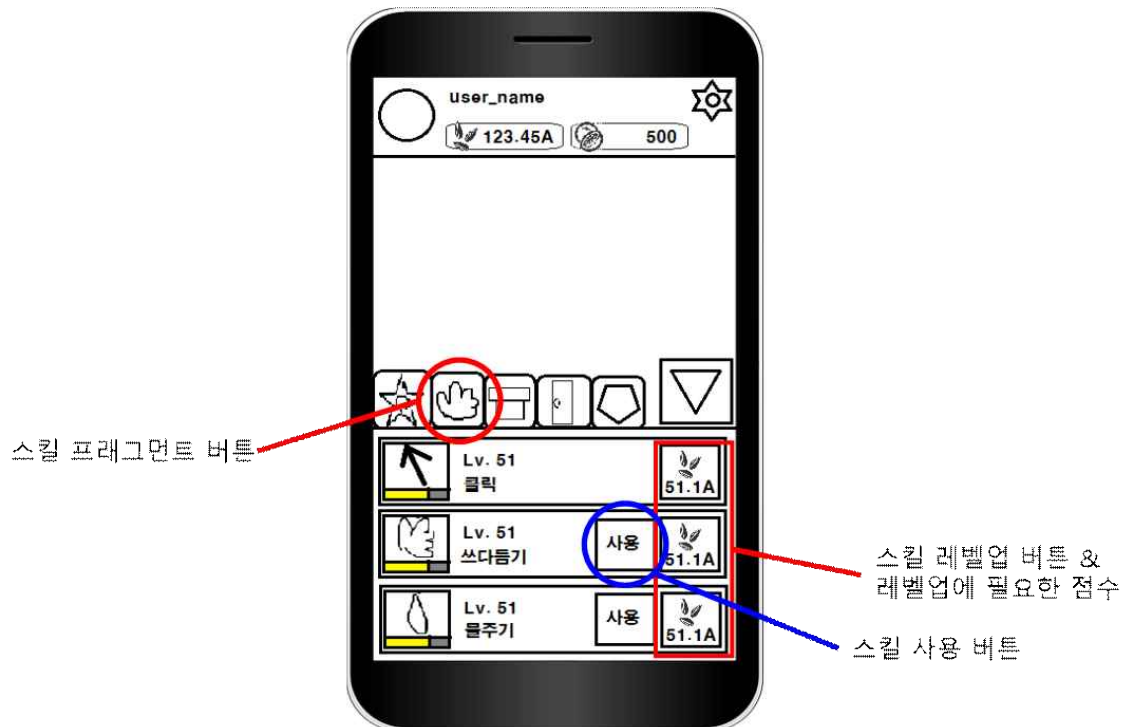 user_name
123.45A
500
스킬 프래그먼트 버튼
Lv. 51
클릭
51.1A
Lv. 51
쓰다듬기
사용
51.1A
스킬 레벨업 버튼 &
레벨업에 필요한 점수
Lv. 51
물주기
사용
51.1A
스킬 사용 버튼